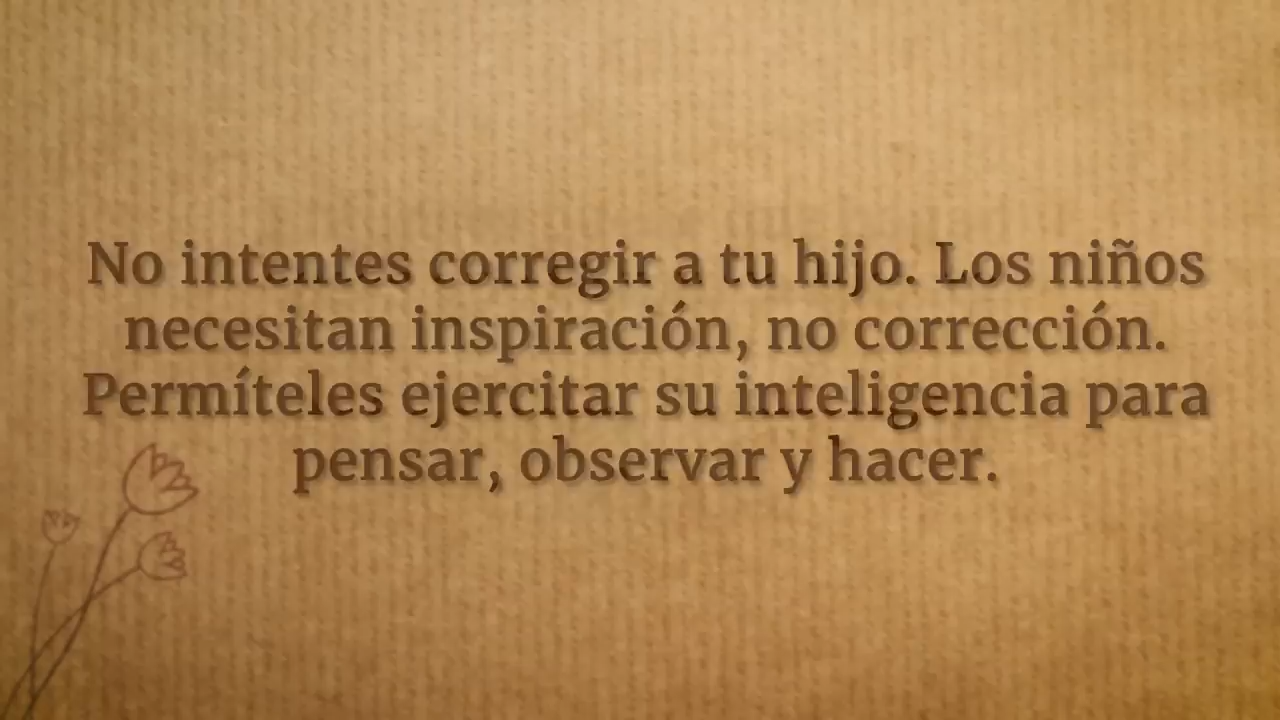 No intentes corregir a tu hijo. Los niños
necesitan inspiración, no corrección.
Permíteles ejercitar su inteligencia para
pensar, observar y hacer.